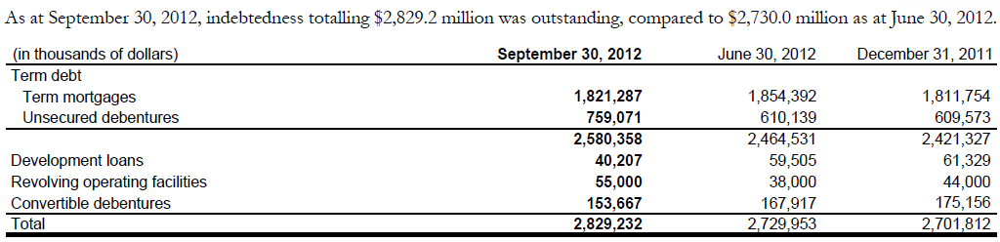 As at September 30, 2012, indebtedness totalling $2,829.2 million was outstanding, compared to $2,730.0 million as at June 30, 2012.
(in thousands of dollars) September 30, 2012 June 30, 2012 December 31, 2011
Term debt
Term mortgages 1,821,287 1,854,392 1,811,754
Unsecured debentures 759,071 610,139 609,573
2,580,358 2,464,531 2,421,327
Development loans 40,207 59,505 61,329
Revolving operating facilities 55,000 38,000 44,000
Convertible debentures 153,667 167,917 175,156
Total 2,829,232 2,729,953 2,701,812